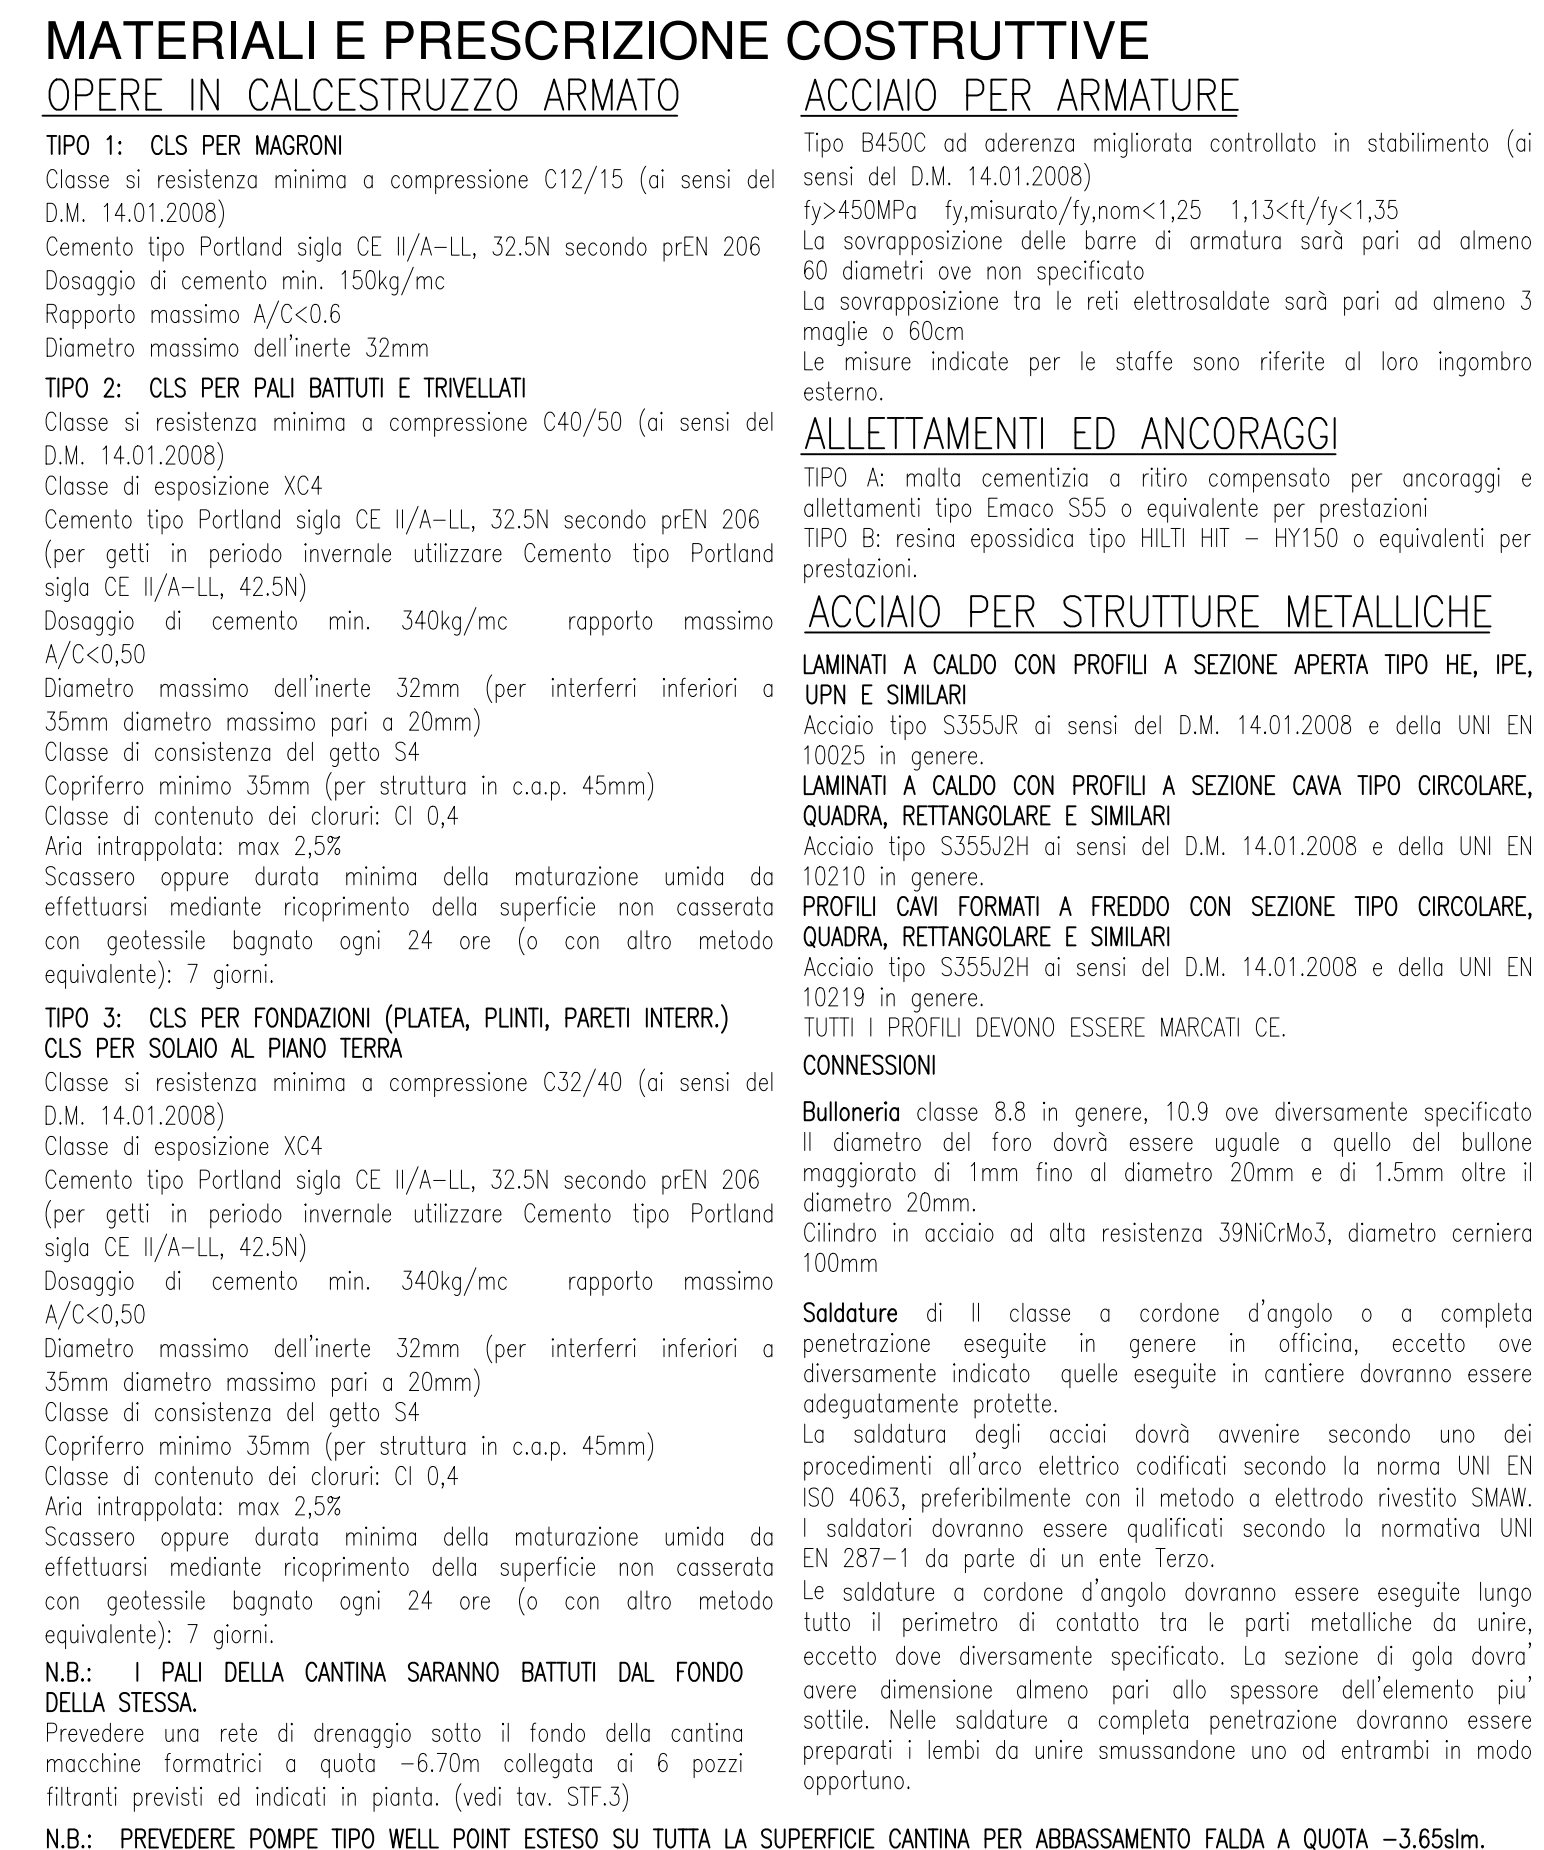 MATERIALI E PRESCRIZIONE COSTRUTTIVE
OPERE IN CALCESTRUZZO ARMATO
TIPO 1: CLS PER MAGRONI
Classe si resistenza minima a compressione C12/15 (ai sensi del
D.M. 14.01.2008)
Cemento tipo Portland sigla CE II/A-LL, 32.5N secondo prEN 206
Dosaggio di cemento min. 150kg/mc
Rapporto massimo A/C<0.6
Diametro massimo dell'inerte 32mm
TIPO 2: CLS PER PALI BATTUTI E TRIVELLATI
Classe si resistenza minima a compressione C40/50 (ai sensi del
D.M. 14.01.2008)
Classe di esposizione XC4
Cemento tipo Portland sigla CE II/A-LL, 32.5N secondo prEN 206
(per getti in periodo invernale utilizzare Cemento tipo Portland
sigla CE II/A-LL, 42.5N)
Dosaggio di cemento min. 340kg/mc rapporto massimo
A/C<0,50
Diametro massimo dell'inerte 32mm (per interferri inferiori a
35mm diametro massimo pari a 20mm)
Classe di consistenza del getto S4
Copriferro minimo 35mm (per struttura in c.a.p. 45mm)
Classe di contenuto dei cloruri: Cl 0,4
Aria intrappolata: max 2,5%
Scassero oppure durata minima della maturazione umida da
effettuarsi mediante ricoprimento della superficie non casserata
con geotessile bagnato ogni 24 ore (o con altro metodo
equivalente): 7 giorni.
TIPO 3: CLS PER FONDAZIONI (PLATEA, PLINTI, PARETI INTERR.)
CLS PER SOLAIO AL PIANO TERRA
Classe si resistenza minima a compressione C32/40 (ai sensi del
D.M. 14.01.2008)
Classe di esposizione XC4
Cemento tipo Portland sigla CE II/A-LL, 32.5N secondo prEN 206
(per getti in periodo invernale utilizzare Cemento tipo Portland
sigla CE II/A-LL, 42.5N)
Dosaggio di cemento min. 340kg/mc rapporto massimo
A/C<0,50
Diametro massimo dell'inerte 32mm (per interferri inferiori a
35mm diametro massimo pari a 20mm)
Classe di consistenza del getto S4
Copriferro minimo 35mm (per struttura in c.a.p. 45mm)
Classe di contenuto dei cloruri: Cl 0,4
Aria intrappolata: max 2,5%
Scassero oppure durata minima della maturazione umida da
effettuarsi mediante ricoprimento della superficie non casserata
con geotessile bagnato ogni 24 ore (o con altro metodo
equivalente): 7 giorni.
N.B.: I PALI DELLA CANTINA SARANNO BATTUTI DAL FONDO
DELLA STESSA.
Prevedere una rete di drenaggio sotto il fondo della cantina
macchine formatrici a quota -6.70m collegata ai 6 pozzi
filtranti previsti ed indicati in pianta. (vedi tav. STF.3)
ACCIAIO PER ARMATURE
Tipo B450C ad aderenza migliorata controllato in stabilimento (ai
sensi del D.M. 14.01.2008)
fy>450MPa fy,misurato/fy,nom<1,25 1,13<ft/fy<1,35
La sovrapposizione delle barre di armatura sarà pari ad almeno
60 diametri ove non specificato
La sovrapposizione tra le reti elettrosaldate sarà pari ad almeno 3
maglie o 60cm
Le misure indicate per le staffe sono riferite al loro ingombro
esterno.
ALLETTAMENTI ED ANCORAGGI
TIPO A: malta cementizia a ritiro compensato per ancoraggi e
allettamenti tipo Emaco S55 o equivalente per prestazioni
TIPO B: resina epossidica tipo HILTI HIT - HY150 o equivalenti per
prestazioni.
ACCIAIO PER STRUTTURE METALLICHE
LAMINATI A CALDO CON PROFILI A SEZIONE APERTA TIPO HE, IPE,
UPN E SIMILARI
Acciaio tipo S355JR ai sensi del D.M. 14.01.2008 e della UNI EN
10025 in genere.
LAMINATI A CALDO CON PROFILI A SEZIONE CAVA TIPO CIRCOLARE,
QUADRA, RETTANGOLARE E SIMILARI
Acciaio tipo S355J2H ai sensi del D.M. 14.01.2008 e della UNI EN
10210 in genere.
PROFILI CAVI FORMATI A FREDDO CON SEZIONE TIPO CIRCOLARE,
QUADRA, RETTANGOLARE E SIMILARI
Acciaio tipo S355J2H ai sensi del D.M. 14.01.2008 e della UNI EN
10219 in genere.
TUTTI I PROFILI DEVONO ESSERE MARCATI CE.
CONNESSIONI
Bulloneria classe 8.8 in genere, 10.9 ove diversamente specificato
Il diametro del foro dovrà essere uguale a quello del bullone
maggiorato di 1mm fino al diametro 20mm e di 1.5mm oltre il
diametro 20mm.
Cilindro in acciaio ad alta resistenza 39NiCrMo3, diametro cerniera
100mm
Saldature di II classe a cordone d'angolo o a completa
penetrazione eseguite in genere in officina, eccetto ove
diversamente indicato quelle eseguite in cantiere dovranno essere
adeguatamente protette.
La saldatura degli acciai dovrà avvenire secondo uno dei
procedimenti all'arco elettrico codificati secondo la norma UNI EN
ISO 4063, preferibilmente con il metodo a elettrodo rivestito SMAW.
I saldatori dovranno essere qualificati secondo la normativa UNI
EN 287-1 da parte di un ente Terzo.
Le saldature a cordone d'angolo dovranno essere eseguite lungo
tutto il perimetro di contatto tra le parti metalliche da unire,
eccetto dove diversamente specificato. La sezione di gola dovra'
avere dimensione almeno pari allo spessore dell'elemento piu'
sottile. Nelle saldature a completa penetrazione dovranno essere
preparati i lembi da unire smussandone uno od entrambi in modo
opportuno.
N.B.: PREVEDERE POMPE TIPO WELL POINT ESTESO SU TUTTA LA SUPERFICIE CANTINA PER ABBASSAMENTO FALDA A QUOTA -3.65slm.